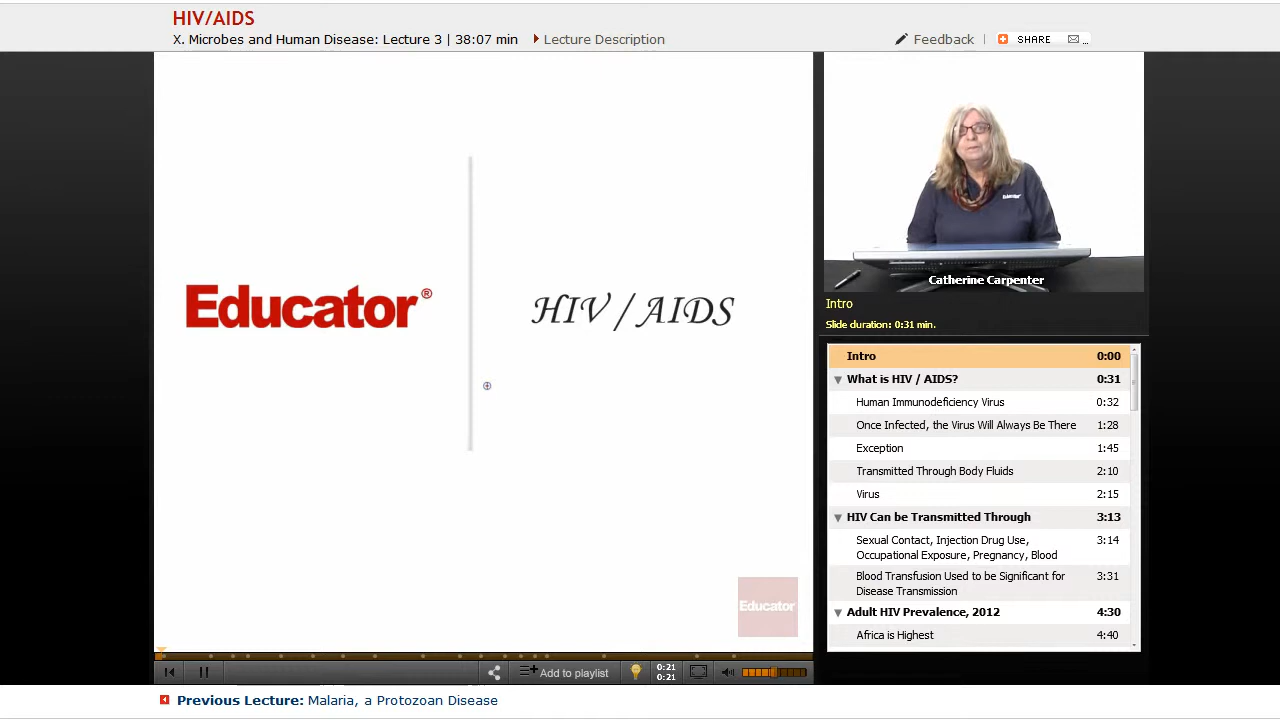 HIV/AIDS
X. Microbes and Human Disease: Lecture 3 | 38:07 min
Lecture Description
Feedback
SHARE
Educator®
HIV / AIDS
Educator
Educator
Catherine Carpenter
Intro
Slide duration: 0:31 min.
Intro 0:00
What is HIV / AIDS? 0:31
Human Immunodeficiency Virus 0:32
Once Infected, the Virus Will Always Be There 1:28
Exception 1:45
Transmitted Through Body Fluids 2:10
Virus 2:15
HIV Can be Transmitted Through 3:13
Sexual Contact, Injection Drug Use, 3:14
Occupational Exposure, Pregnancy, Blood
Blood Transfusion Used to be Significant for 3:31
Disease Transmission
Adult HIV Prevalence, 2012 4:30
Africa is Highest 4:40
Add to playlist
0:21
0:21
Previous Lecture: Malaria, a Protozoan Disease